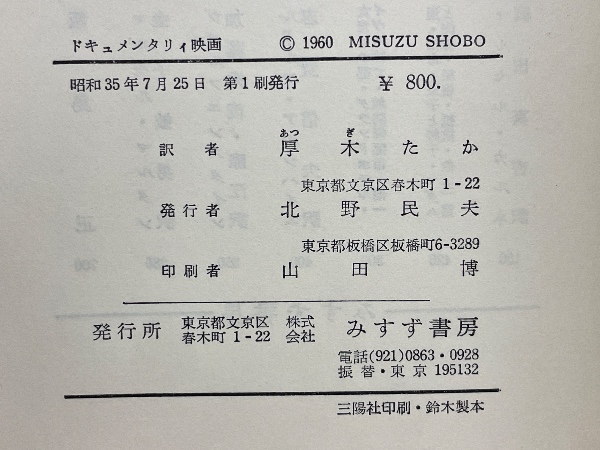 ドキュメンタリィ映画 © 1960 MISUZU SHOBO
昭和35年7月25日 第1刷発行 ¥ 800.
あつ ぎ
訳者 厚木たか
東京都文京区春木町 1-22
発行者 北野民夫
東京都板橋区板橋町6-3289
印刷者 山田博
発行所 東京都文京区 株式 みすず書房
春木町 1-22 会社
電話(921)0863・0928
振替・東京 195132
三陽社印刷・鈴木製本